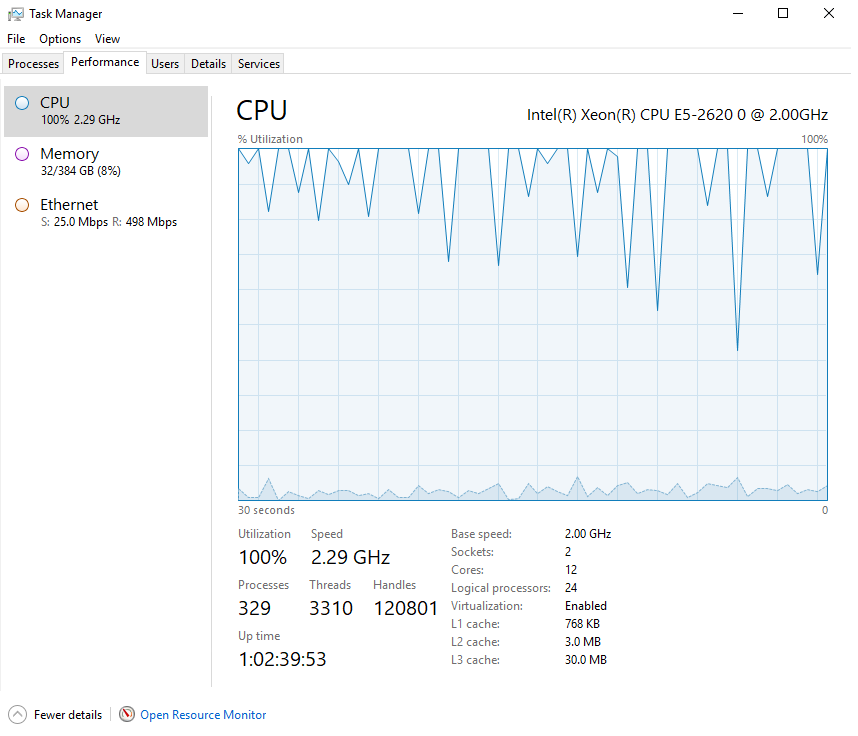 Task Manager
File Options View
Processes Performance Users Details Services
CPU
100% 2.29 GHz
Memory
32/384 GB (8%)
Ethernet
S: 25.0 Mbps R: 498 Mbps
CPU Intel(R) Xeon(R) CPU E5-2620 0 @ 2.00GHz
% Utilization 100%
30 seconds 0
Utilization Speed
100% 2.29 GHz
Processes Threads Handles
329 3310 120801
Up time
1:02:39:53
Base speed: 2.00 GHz
Sockets: 2
Cores: 12
Logical processors: 24
Virtualization: Enabled
L1 cache: 768 KB
L2 cache: 3.0 MB
L3 cache: 30.0 MB
Fewer details Open Resource Monitor